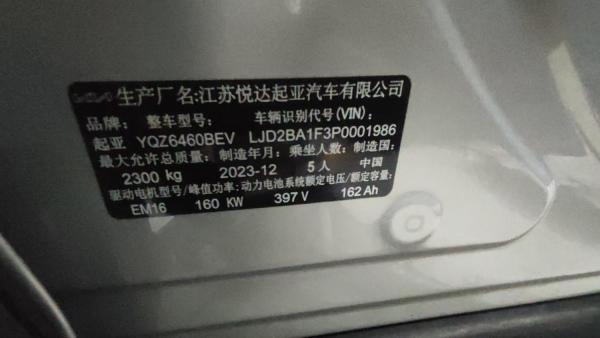 KIA 生产厂名:江苏悦达起亚汽车有限公司
品牌: 整车型号: 车辆识别代号(VIN):
起亚 YQZ6460BEV LJD2BA1F3P0001986
最大允许总质量: 制造年月: 乘坐人数: 制造国:
2300 kg 2023-12 5人 中国
驱动电机型号/峰值功率: 动力电池系统额定电压/额定容量:
EM16 160 KW 397 V 162 Ah